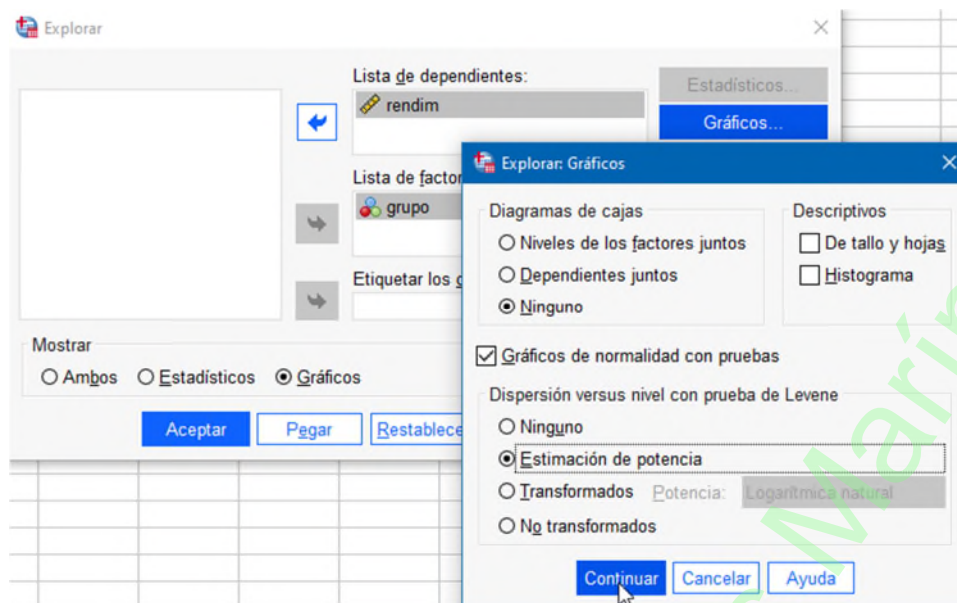 Explorar
Lista de dependientes:
rendim
Estadísticos...
Gráficos...
Lista de factor
grupo
Etiquetar los
Mostrar
Ambos
Estadísticos
Gráficos
Aceptar
Pegar
Restablece
Explorar: Gráficos
Diagramas de cajas
Niveles de los factores juntos
Dependientes juntos
Ninguno
Descriptivos
De tallo y hojas
Histograma
Gráficos de normalidad con pruebas
Dispersión versus nivel con prueba de Levene
Ninguno
Estimación de potencia
Transformados Potencia: Logarítmica natural
No transformados
Continuar
Cancelar
Ayuda
Marín